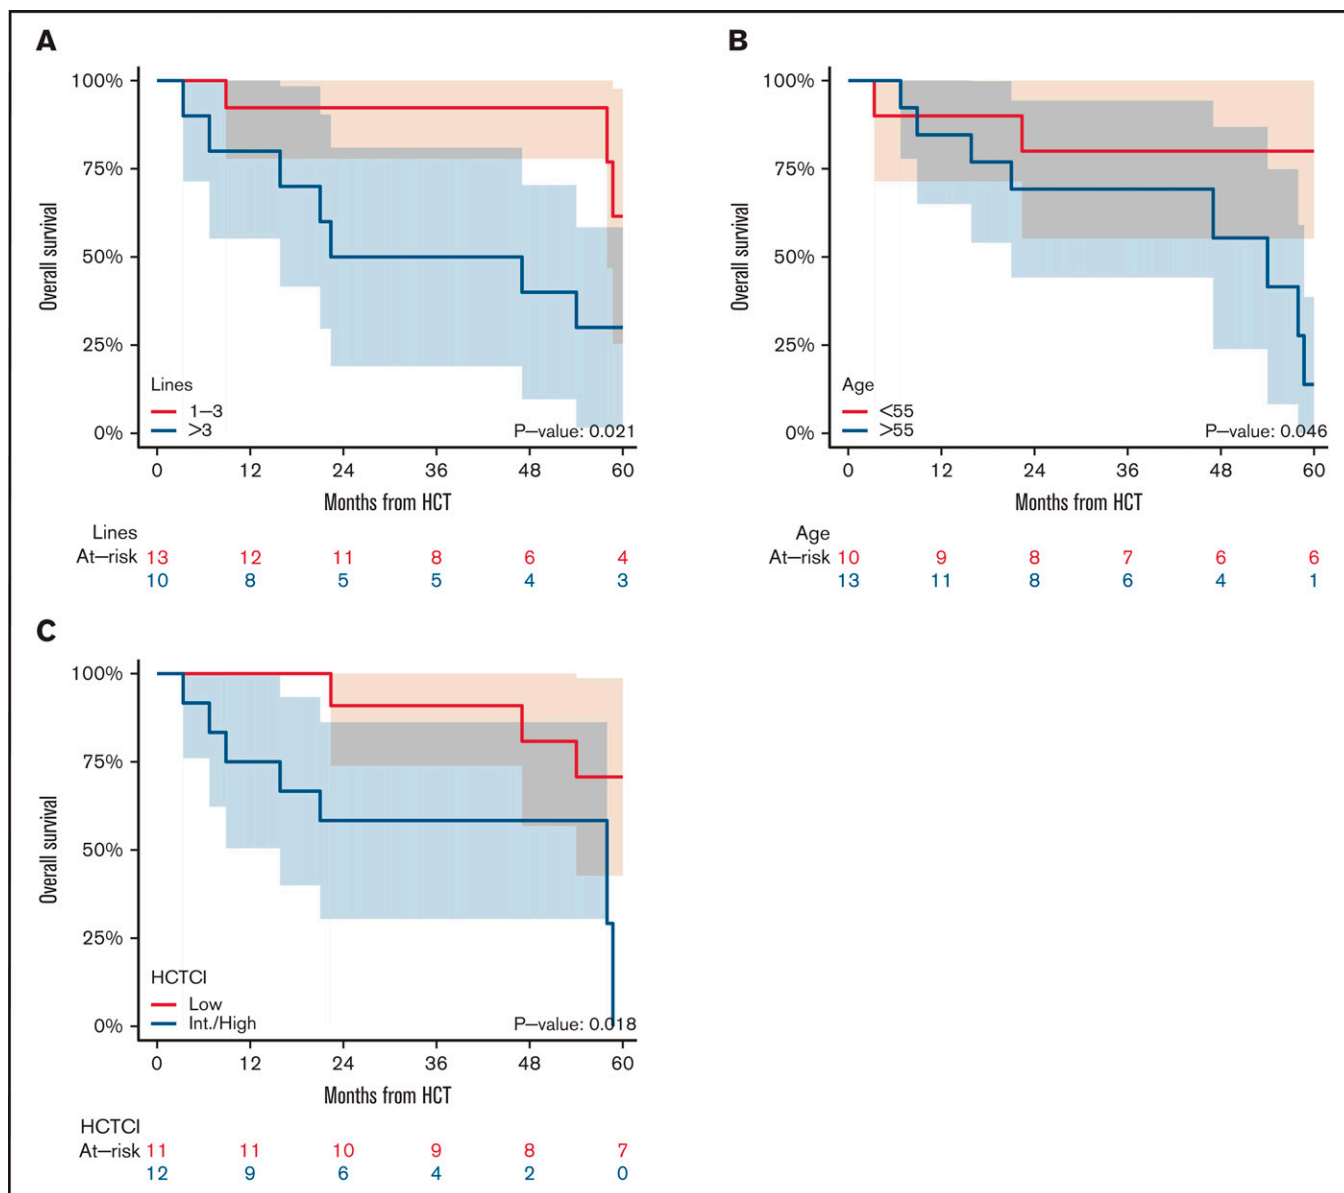 A
Overall survival
100%
75%
50%
25%
0%
Lines
1–3
>3
P–value: 0.021
0 12 24 36 48 60
Months from HCT
Lines
At–risk 13 12 11 8 6 4
10 8 5 5 4 3
B
Overall survival
100%
75%
50%
25%
0%
Age
<55
>55
P–value: 0.046
0 12 24 36 48 60
Months from HCT
Age
At–risk 10 9 8 7 6 6
13 11 8 6 4 1
C
Overall survival
100%
75%
50%
25%
0%
HCTCI
Low
Int./High
P–value: 0.018
0 12 24 36 48 60
Months from HCT
HCTCI
At–risk 11 11 10 9 8 7
12 9 6 4 2 0